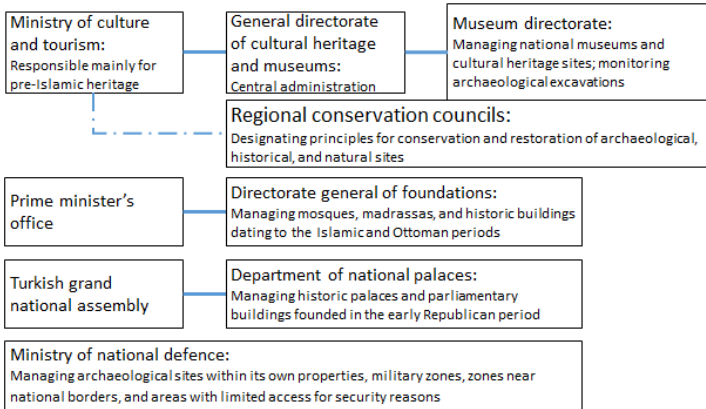 Ministry of culture
and tourism:
Responsible mainly for
pre-Islamic heritage
General directorate
of cultural heritage
and museums:
Central administration
Museum directorate:
Managing national museums and
cultural heritage sites; monitoring
archaeological excavations
Regional conservation councils:
Designating principles for conservation and restoration of archaeological,
historical, and natural sites
Prime minister's
office
Directorate general of foundations:
Managing mosques, madrassas, and historic buildings
dating to the Islamic and Ottoman periods
Turkish grand
national assembly
Department of national palaces:
Managing historic palaces and parliamentary
buildings founded in the early Republican period
Ministry of national defence:
Managing archaeological sites within its own properties, military zones, zones near
national borders, and areas with limited access for security reasons